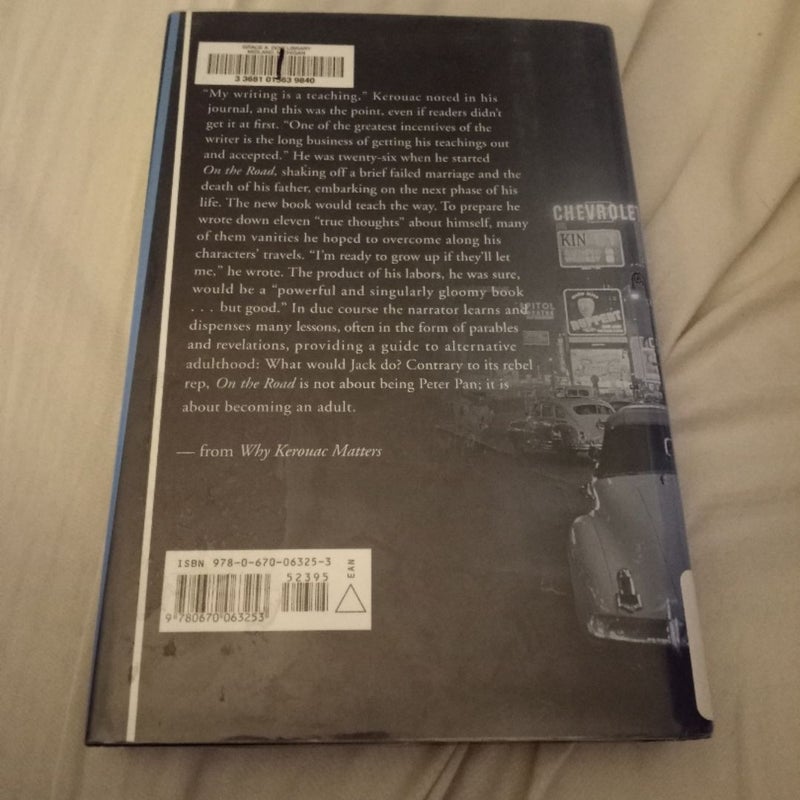 GRACE A. DOW LIBRARY
MIDLAND, MICHIGAN
3 3681 01563 9840
“My writing is a teaching,” Kerouac noted in his
journal, and this was the point, even if readers didn’t
get it at first. “One of the greatest incentives of the
writer is the long business of getting his teachings out
and accepted.” He was twenty-six when he started
On the Road, shaking off a brief failed marriage and the
death of his father, embarking on the next phase of his
life. The new book would teach the way. To prepare he
wrote down eleven “true thoughts” about himself, many
of them vanities he hoped to overcome along his
characters’ travels. “I’m ready to grow up if they’ll let
me,” he wrote. The product of his labors, he was sure,
would be a “powerful and singularly gloomy book
. . . but good.” In due course the narrator learns and
dispenses many lessons, often in the form of parables
and revelations, providing a guide to alternative
adulthood: What would Jack do? Contrary to its rebel
rep, On the Road is not about being Peter Pan; it is
about becoming an adult.
— from Why Kerouac Matters
CHEVROLE
KIN
CAPITOL
RUPPERT
ISBN 978-0-670-06325-3
52395
EAN
9 780670 063253